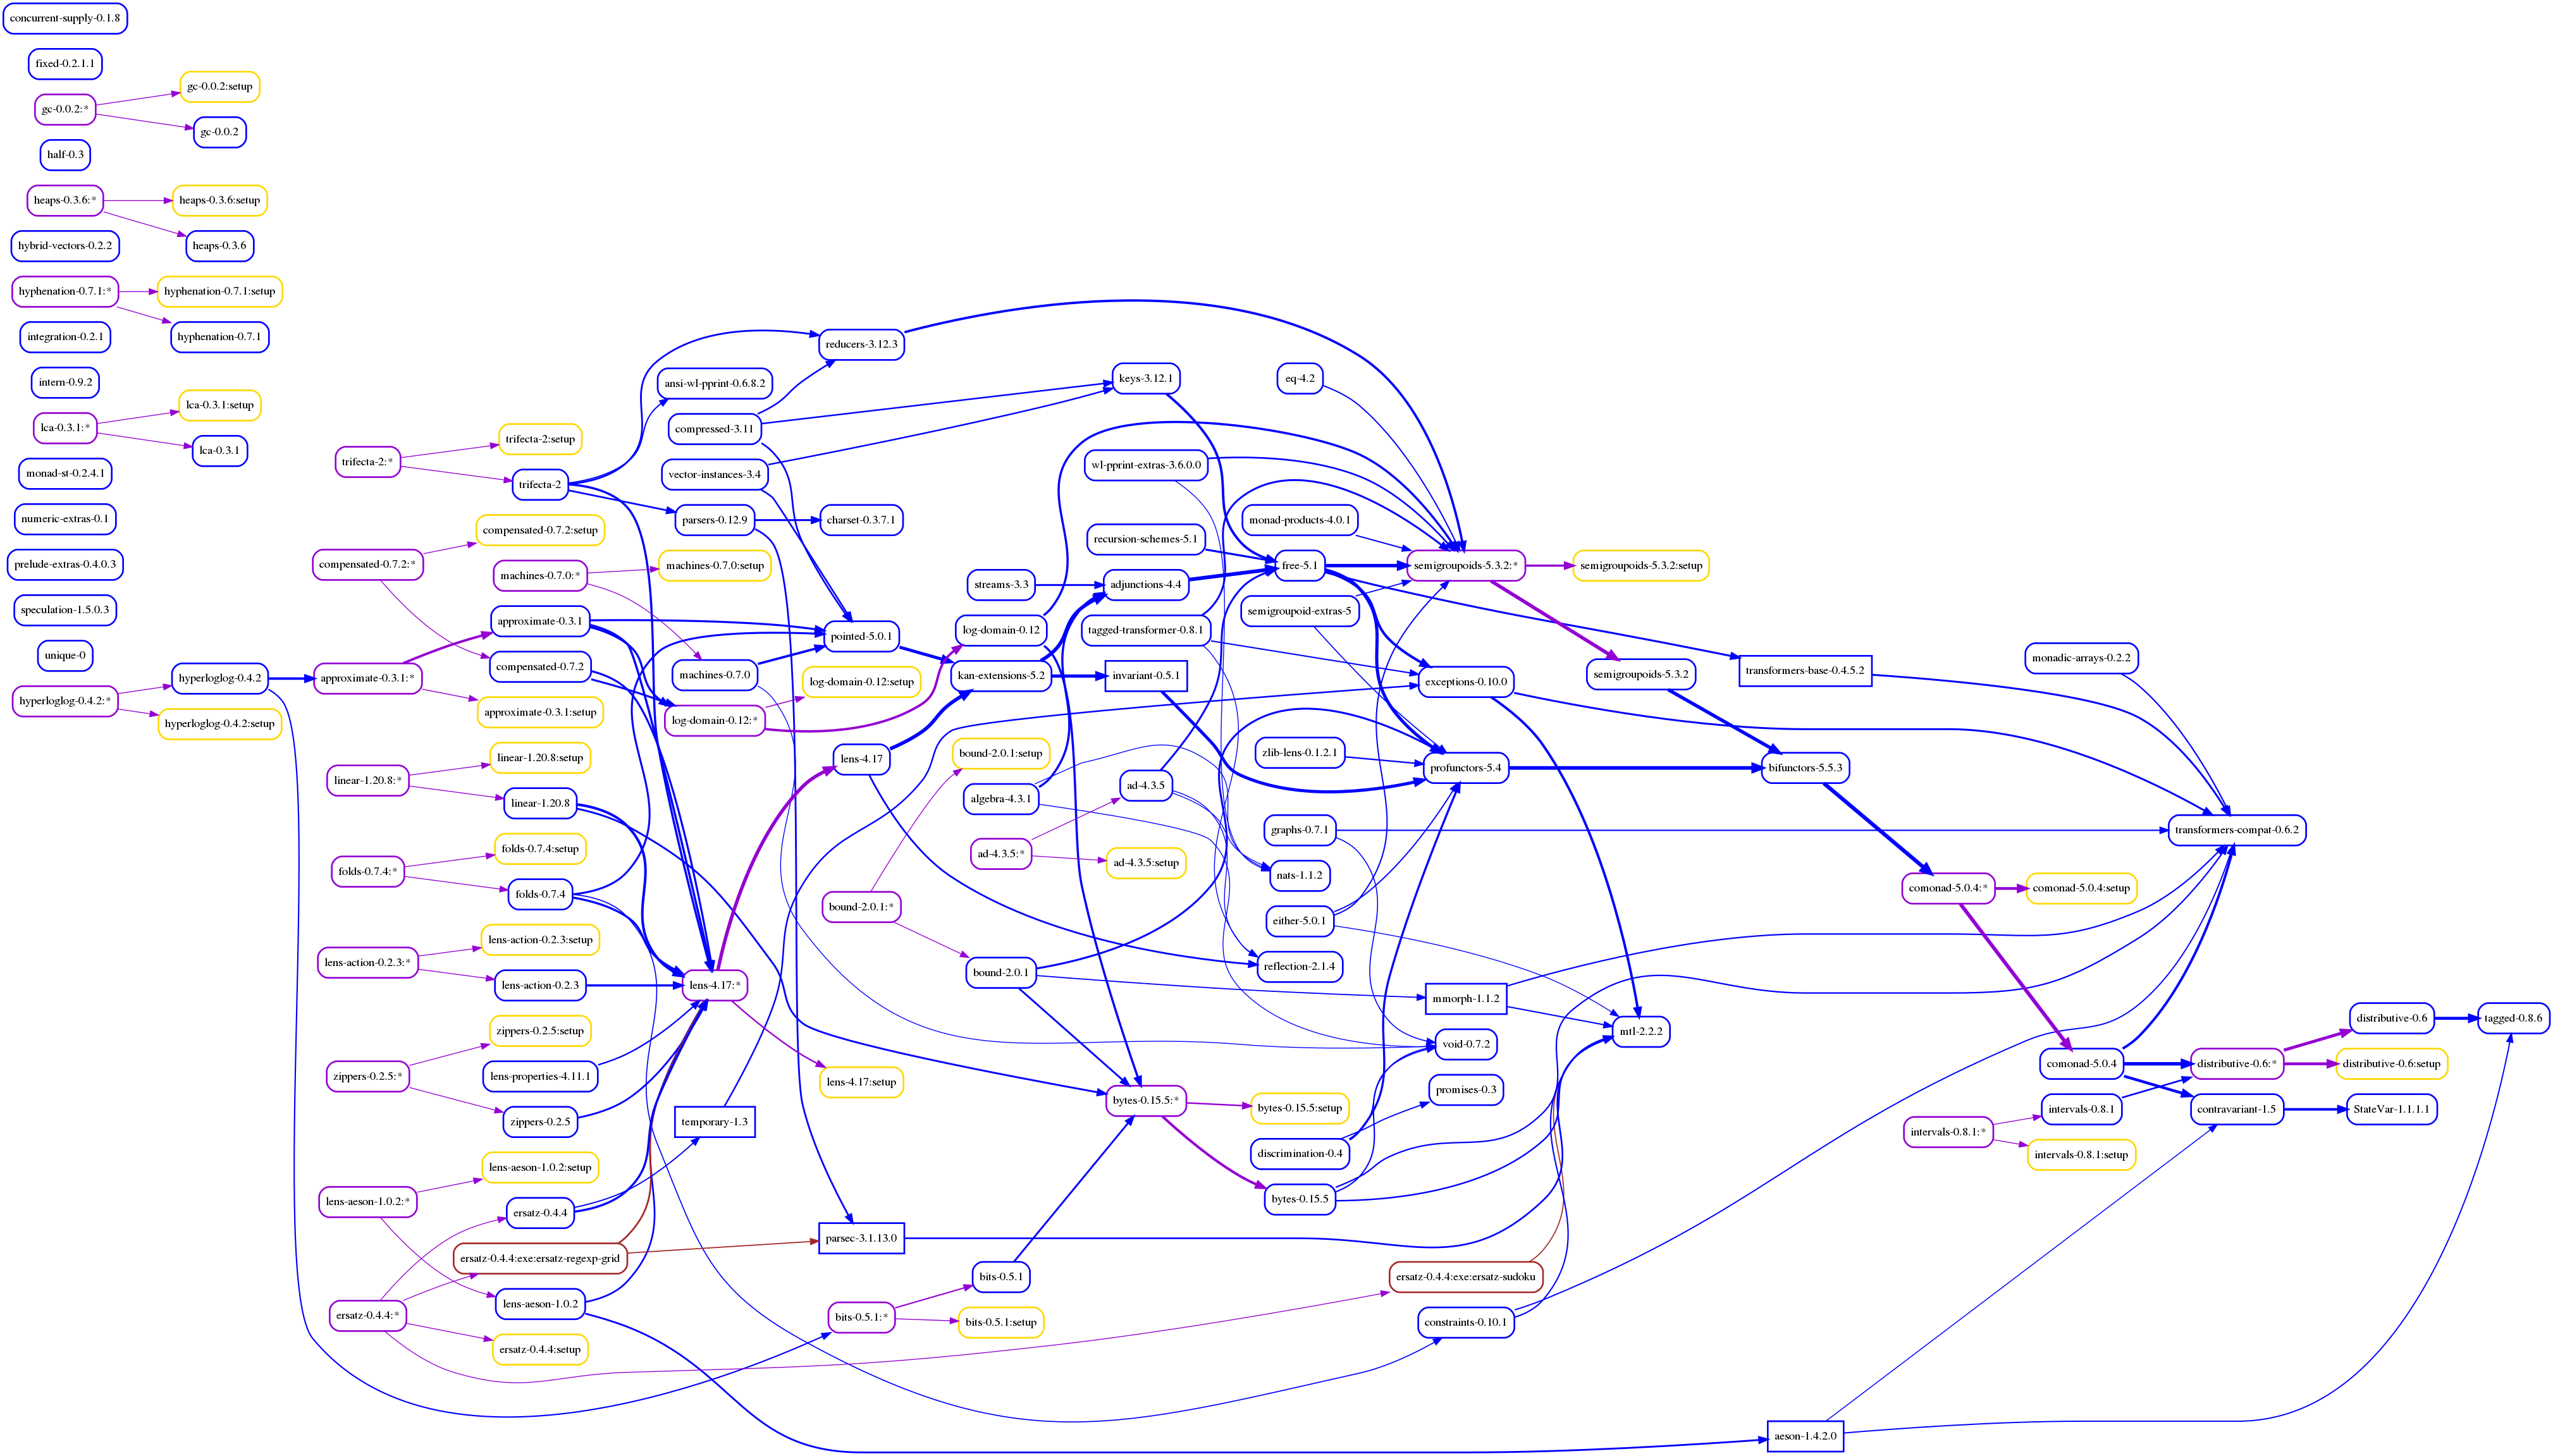 concurrent-supply-0.1.8
fixed-0.2.1.1
gc-0.0.2:*
gc-0.0.2:setup
gc-0.0.2
half-0.3
heaps-0.3.6:*
heaps-0.3.6:setup
heaps-0.3.6
hybrid-vectors-0.2.2
hyphenation-0.7.1:*
hyphenation-0.7.1:setup
hyphenation-0.7.1
integration-0.2.1
intern-0.9.2
lca-0.3.1:*
lca-0.3.1:setup
lca-0.3.1
monad-st-0.2.4.1
numeric-extras-0.1
prelude-extras-0.4.0.3
speculation-1.5.0.3
unique-0
hyperloglog-0.4.2:*
hyperloglog-0.4.2
hyperloglog-0.4.2:setup
trifecta-2:*
trifecta-2:setup
trifecta-2
compensated-0.7.2:*
compensated-0.7.2:setup
machines-0.7.0:*
approximate-0.3.1
compensated-0.7.2
approximate-0.3.1:*
approximate-0.3.1:setup
linear-1.20.8:*
linear-1.20.8:setup
linear-1.20.8
folds-0.7.4:*
folds-0.7.4:setup
folds-0.7.4
lens-action-0.2.3:*
lens-action-0.2.3:setup
lens-action-0.2.3
zippers-0.2.5:*
zippers-0.2.5:setup
lens-properties-4.11.1
zippers-0.2.5
lens-aeson-1.0.2:*
lens-aeson-1.0.2:setup
ersatz-0.4.4
ersatz-0.4.4:exe:ersatz-regexp-grid
lens-aeson-1.0.2
ersatz-0.4.4:*
ersatz-0.4.4:setup
reducers-3.12.3
ansi-wl-pprint-0.6.8.2
compressed-3.11
vector-instances-3.4
parsers-0.12.9
charset-0.3.7.1
machines-0.7.0:setup
pointed-5.0.1
machines-0.7.0
log-domain-0.12:setup
log-domain-0.12:*
lens-4.17
bound-2.0.1:*
lens-4.17:*
lens-4.17:setup
temporary-1.3
parsec-3.1.13.0
bits-0.5.1:*
keys-3.12.1
wl-pprint-extras-3.6.0.0
recursion-schemes-5.1
streams-3.3
adjunctions-4.4
log-domain-0.12
tagged-transformer-0.8.1
kan-extensions-5.2
invariant-0.5.1
bound-2.0.1:setup
algebra-4.3.1
ad-4.3.5
ad-4.3.5:*
ad-4.3.5:setup
bound-2.0.1
bytes-0.15.5:*
bits-0.5.1
bits-0.5.1:setup
eq-4.2
monad-products-4.0.1
free-5.1
semigroupoid-extras-5
zlib-lens-0.1.2.1
graphs-0.7.1
nats-1.1.2
either-5.0.1
reflection-2.1.4
bytes-0.15.5:setup
discrimination-0.4
bytes-0.15.5
semigroupoids-5.3.2:*
semigroupoids-5.3.2:setup
exceptions-0.10.0
profunctors-5.4
mmorph-1.1.2
void-0.7.2
promises-0.3
ersatz-0.4.4:exe:ersatz-sudoku
constraints-0.10.1
semigroupoids-5.3.2
mtl-2.2.2
transformers-base-0.4.5.2
bifunctors-5.5.3
aeson-1.4.2.0
monadic-arrays-0.2.2
transformers-compat-0.6.2
comonad-5.0.4:*
comonad-5.0.4:setup
comonad-5.0.4
intervals-0.8.1:*
intervals-0.8.1
intervals-0.8.1:setup
distributive-0.6:*
contravariant-1.5
distributive-0.6
distributive-0.6:setup
StateVar-1.1.1.1
tagged-0.8.6